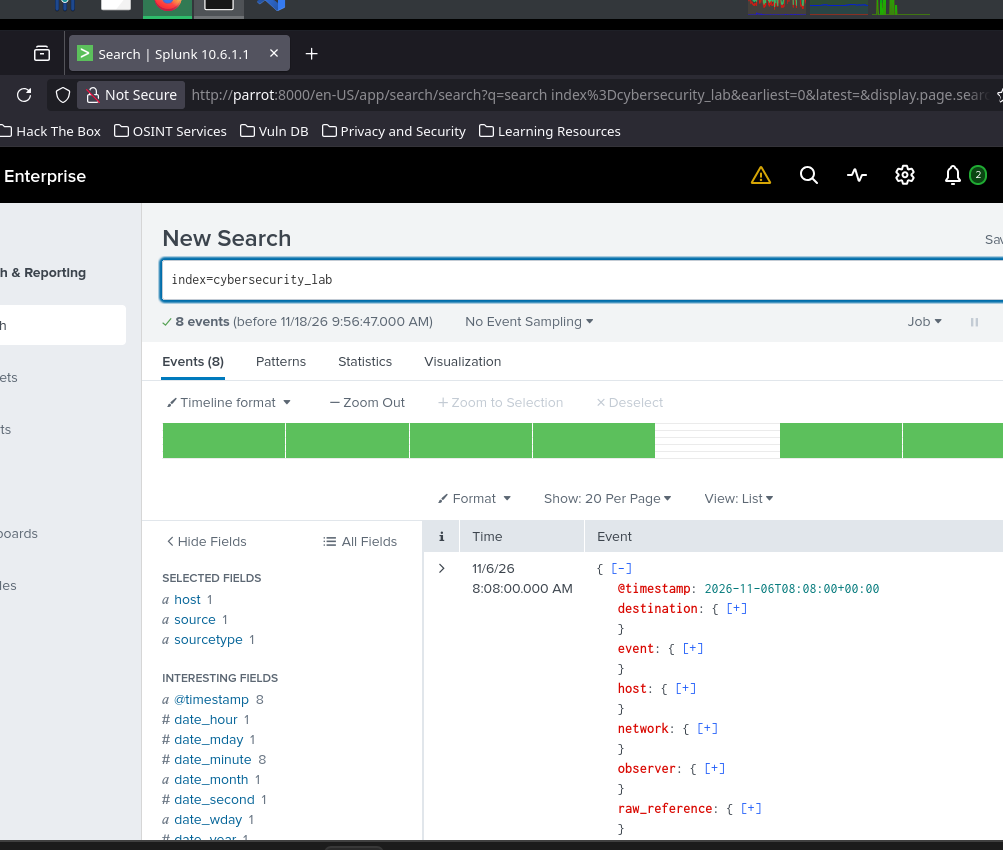 Search | Splunk 10.6.1.1
Not Secure http://parrot:8000/en-US/app/search/search?q=search index%3Dcybersecurity_lab&earliest=0&latest=&display.page.sear
Hack The Box OSINT Services Vuln DB Privacy and Security Learning Resources
Enterprise 2
New Search
Sav
h & Reporting
index=cybersecurity_lab
h
8 events (before 11/18/26 9:56:47.000 AM) No Event Sampling Job
Events (8) Patterns Statistics Visualization
ets
Timeline format — Zoom Out + Zoom to Selection × Deselect
ts
Format Show: 20 Per Page View: List
oards
i Time Event
< Hide Fields All Fields
SELECTED FIELDS
a host 1
a source 1
a sourcetype 1
INTERESTING FIELDS
a @timestamp 8
# date_hour 1
# date_mday 1
# date_minute 8
a date_month 1
# date_second 1
a date_wday 1
# date_year 1
les
> 11/6/26
8:08:00.000 AM
{ [-]
@timestamp: 2026-11-06T08:08:00+00:00
destination: { [+]
}
event: { [+]
}
host: { [+]
}
network: { [+]
}
observer: { [+]
}
raw_reference: { [+]
}